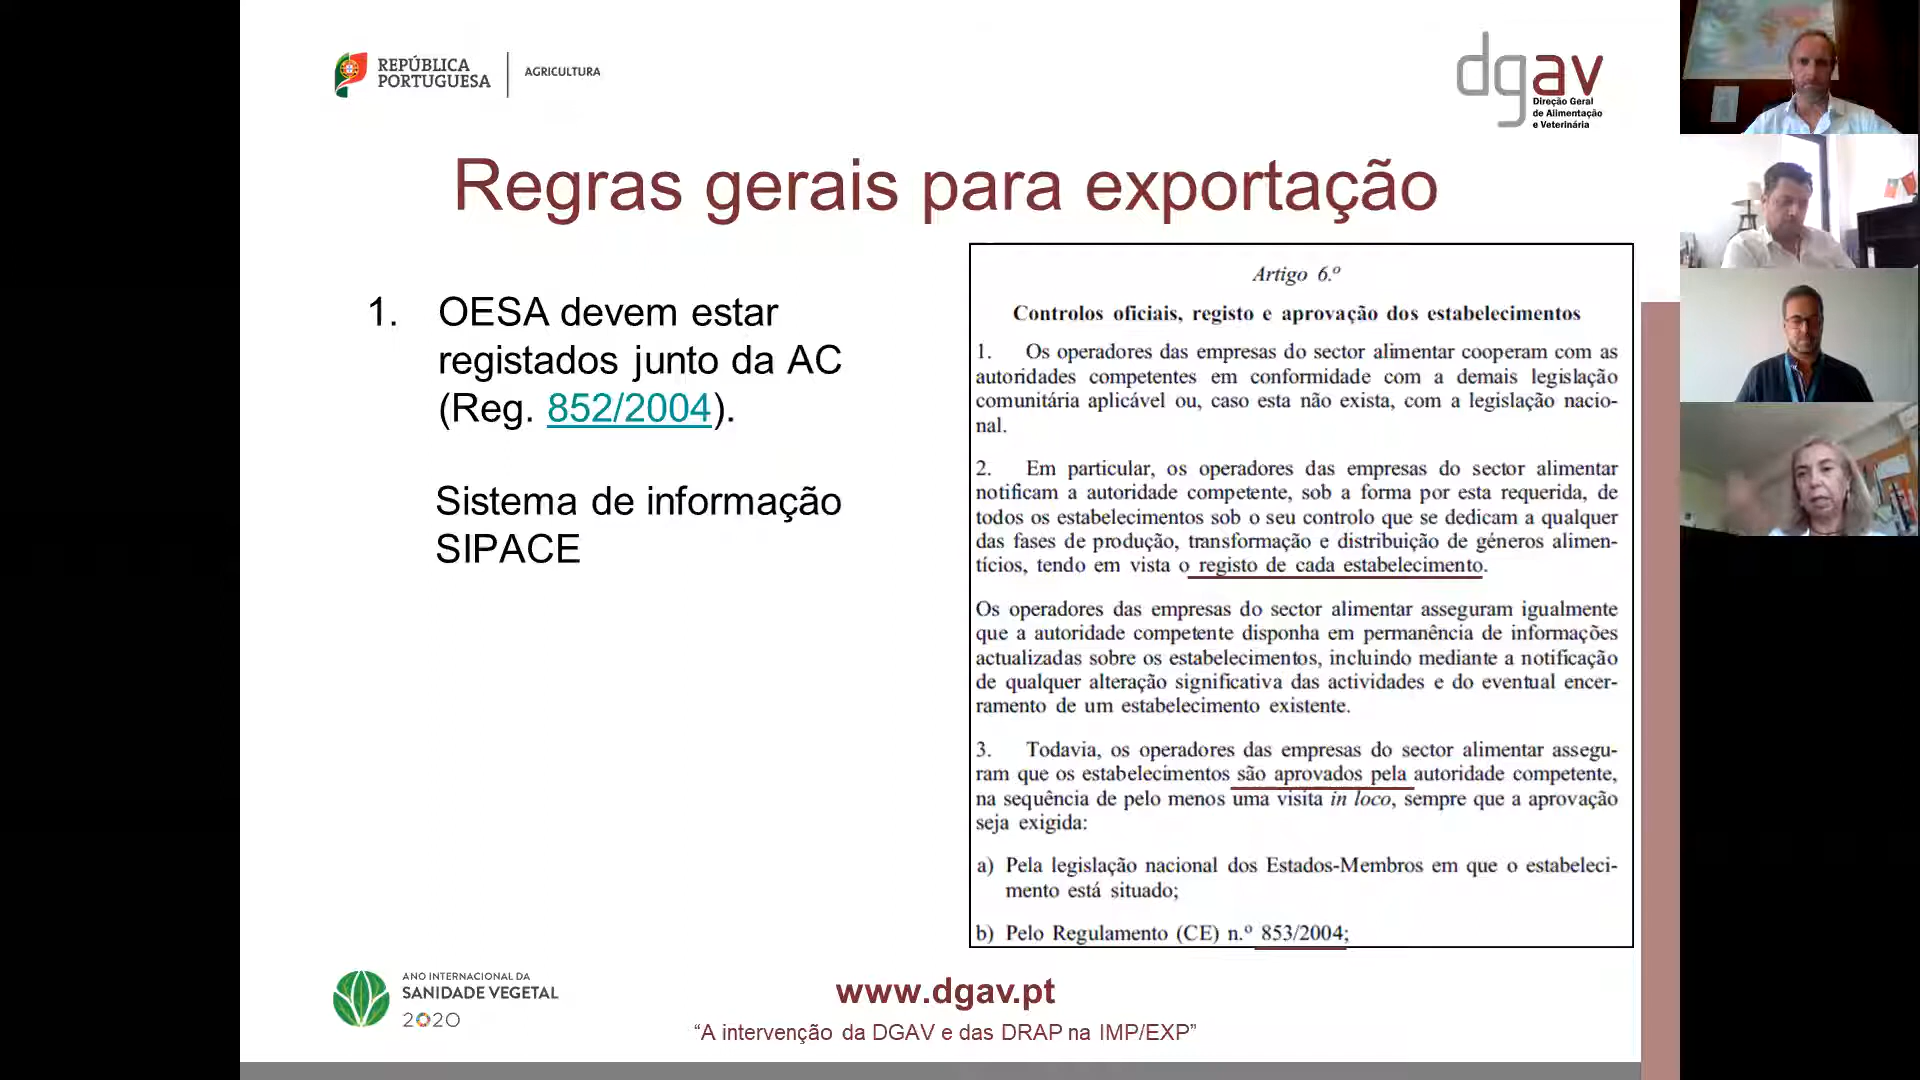 REPÚBLICA
PORTUGUESA
AGRICULTURA
dgav
Direção Geral
de Alimentação
e Veterinária
Regras gerais para exportação
1. OESA devem estar
registados junto da AC
(Reg. 852/2004).
Sistema de informação
SIPACE
Artigo 6.º
Controlos oficiais, registo e aprovação dos estabelecimentos
1. Os operadores das empresas do sector alimentar cooperam com as
autoridades competentes em conformidade com a demais legislação
comunitária aplicável ou, caso esta não exista, com a legislação nacio-
nal.
2. Em particular, os operadores das empresas do sector alimentar
notificam a autoridade competente, sob a forma por esta requerida, de
todos os estabelecimentos sob o seu controlo que se dedicam a qualquer
das fases de produção, transformação e distribuição de géneros alimen-
tícios, tendo em vista o registo de cada estabelecimento.
Os operadores das empresas do sector alimentar asseguram igualmente
que a autoridade competente disponha em permanência de informações
actualizadas sobre os estabelecimentos, incluindo mediante a notificação
de qualquer alteração significativa das actividades e do eventual encer-
ramento de um estabelecimento existente.
3. Todavia, os operadores das empresas do sector alimentar assegu-
ram que os estabelecimentos são aprovados pela autoridade competente,
na sequência de pelo menos uma visita in loco, sempre que a aprovação
seja exigida:
a) Pela legislação nacional dos Estados-Membros em que o estabeleci-
mento está situado;
b) Pelo Regulamento (CE) n.º 853/2004;
ANO INTERNACIONAL DA
SANIDADE VEGETAL
2020
www.dgav.pt
“A intervenção da DGAV e das DRAP na IMP/EXP”